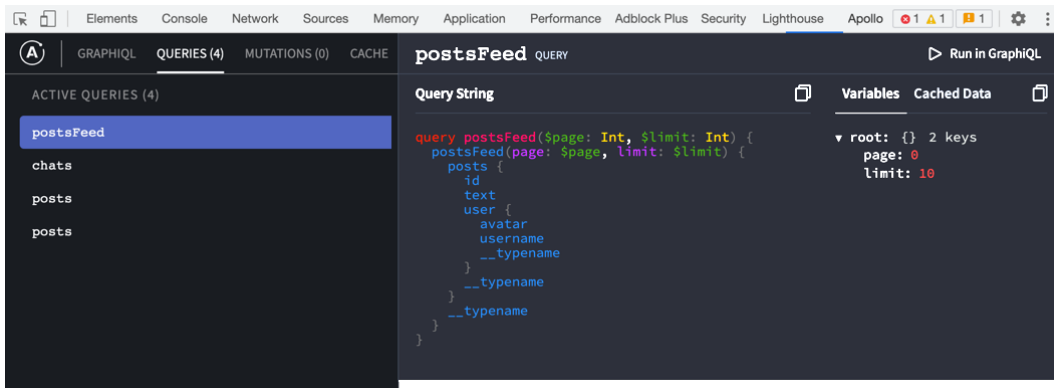 Elements Console Network Sources Memory Application Performance Adblock Plus Security Lighthouse Apollo 1 1 1
A GRAPHIQL QUERIES (4) MUTATIONS (0) CACHE postsFeed QUERY Run in GraphiQL
ACTIVE QUERIES (4)
postsFeed
chats
posts
posts
Query String
query postsFeed($page: Int, $limit: Int) {
  postsFeed(page: $page, limit: $limit) {
    posts {
      id
      text
      user {
        avatar
        username
        __typename
      }
      __typename
    }
    __typename
  }
}
Variables Cached Data
▼ root: {} 2 keys
page: 0
limit: 10